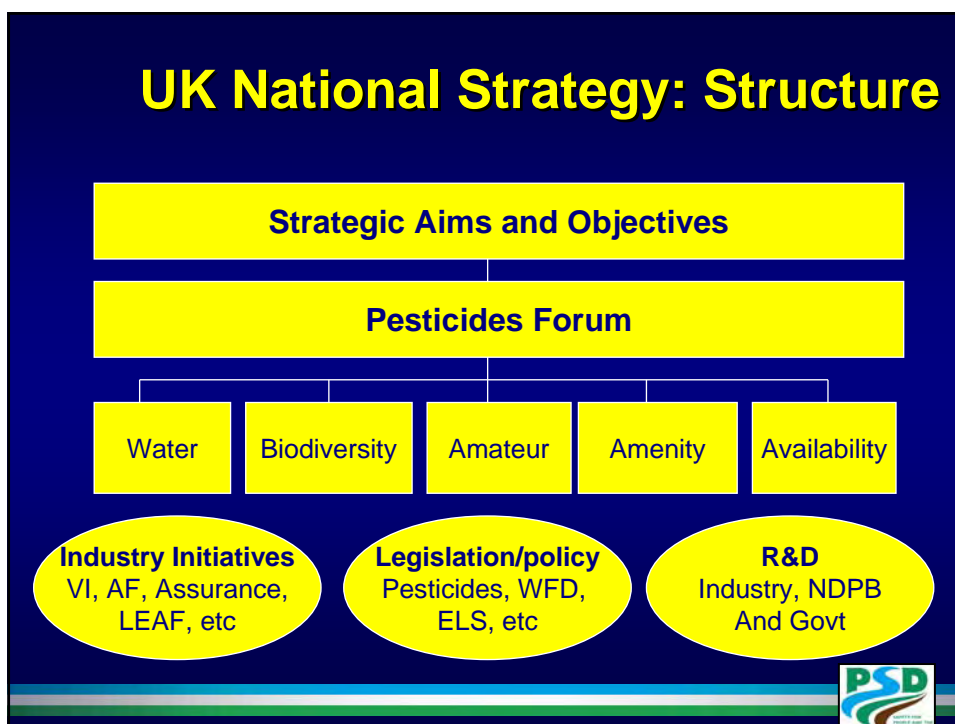 UK National Strategy: Structure
Strategic Aims and Objectives
Pesticides Forum
Water
Biodiversity
Amateur
Amenity
Availability
Industry Initiatives
VI, AF, Assurance,
LEAF, etc
Legislation/policy
Pesticides, WFD,
ELS, etc
R&D
Industry, NDPB
And Govt
PSD